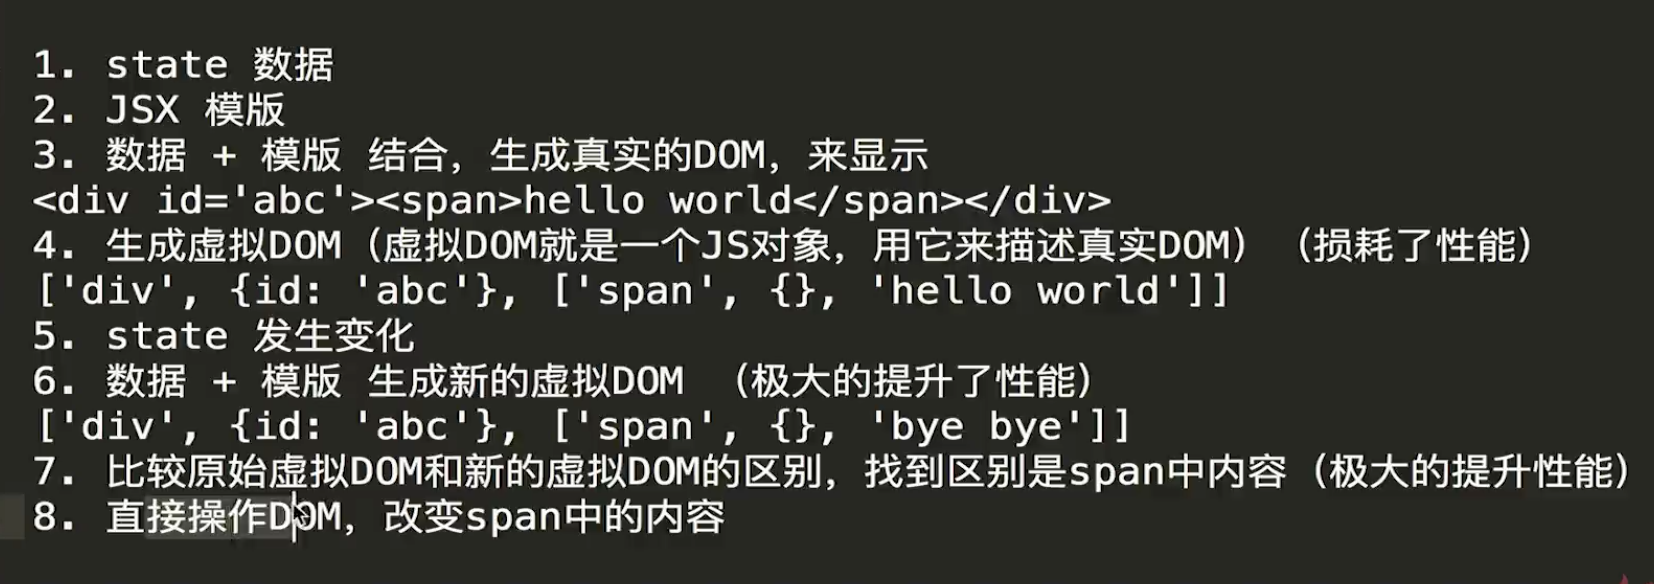 1. state 数据
2. JSX 模版
3. 数据 + 模版 结合，生成真实的DOM，来显示
<div id='abc'><span>hello world</span></div>
4. 生成虚拟DOM（虚拟DOM就是一个JS对象，用它来描述真实DOM）（损耗了性能）
['div', {id: 'abc'}, ['span', {}, 'hello world']]
5. state 发生变化
6. 数据 + 模版 生成新的虚拟DOM （极大的提升了性能）
['div', {id: 'abc'}, ['span', {}, 'bye bye']]
7. 比较原始虚拟DOM和新的虚拟DOM的区别，找到区别是span中内容（极大的提升性能）
8. 直接操作DOM，改变span中的内容